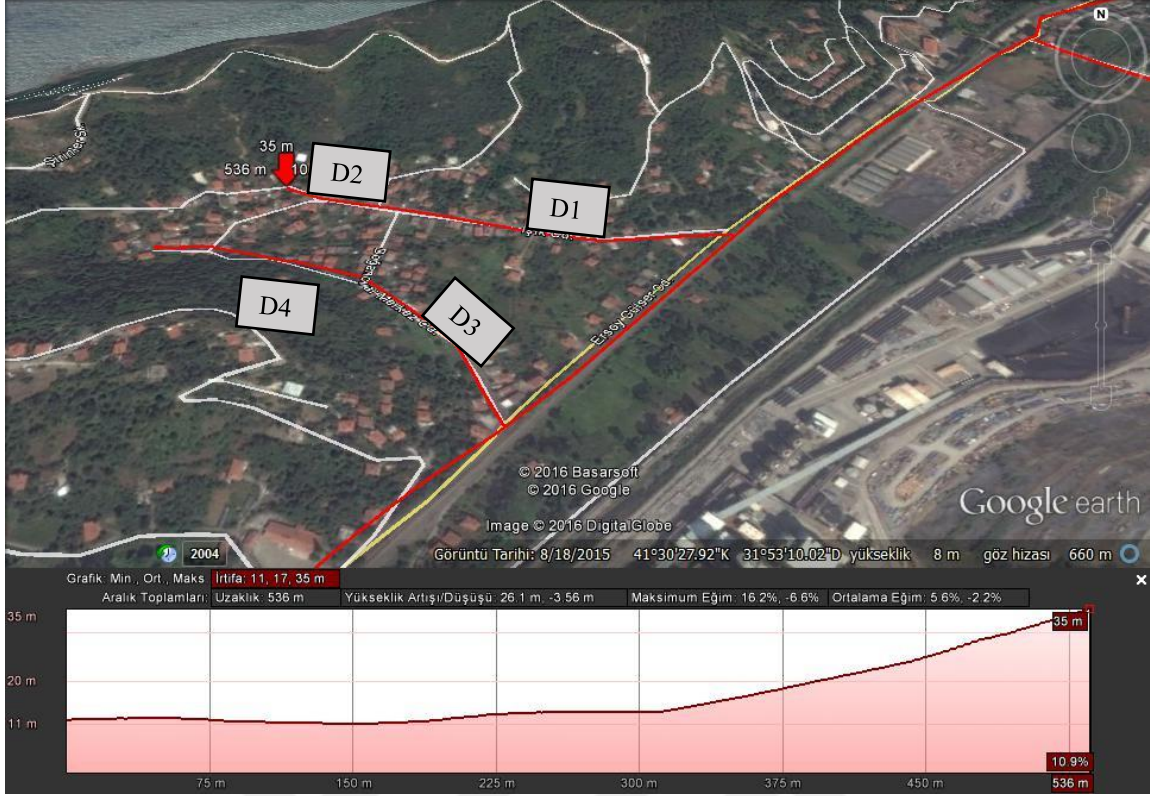 N
35 m
536 m
10
D2
D1
D4
D3
Ersoy Gülser Cd.
© 2016 Basarsoft
© 2016 Google
Image © 2016 DigitalGlobe
Google earth
2004
Görüntü Tarihi: 8/18/2015 41°30'27.92"K 31°53'10.02"D yükseklik 8 m göz hizası 660 m
Grafik: Min., Ort., Maks. İrtifa: 11, 17, 35 m
Aralık Toplamları: Uzaklık: 536 m Yükseklik Artışı/Düşüşü: 26.1 m, -3.56 m Maksimum Eğim: 16.2%, -6.6% Ortalama Eğim: 5.6%, -2.2%
35 m
35 m
20 m
11 m
10.9%
75 m 150 m 225 m 300 m 375 m 450 m 536 m